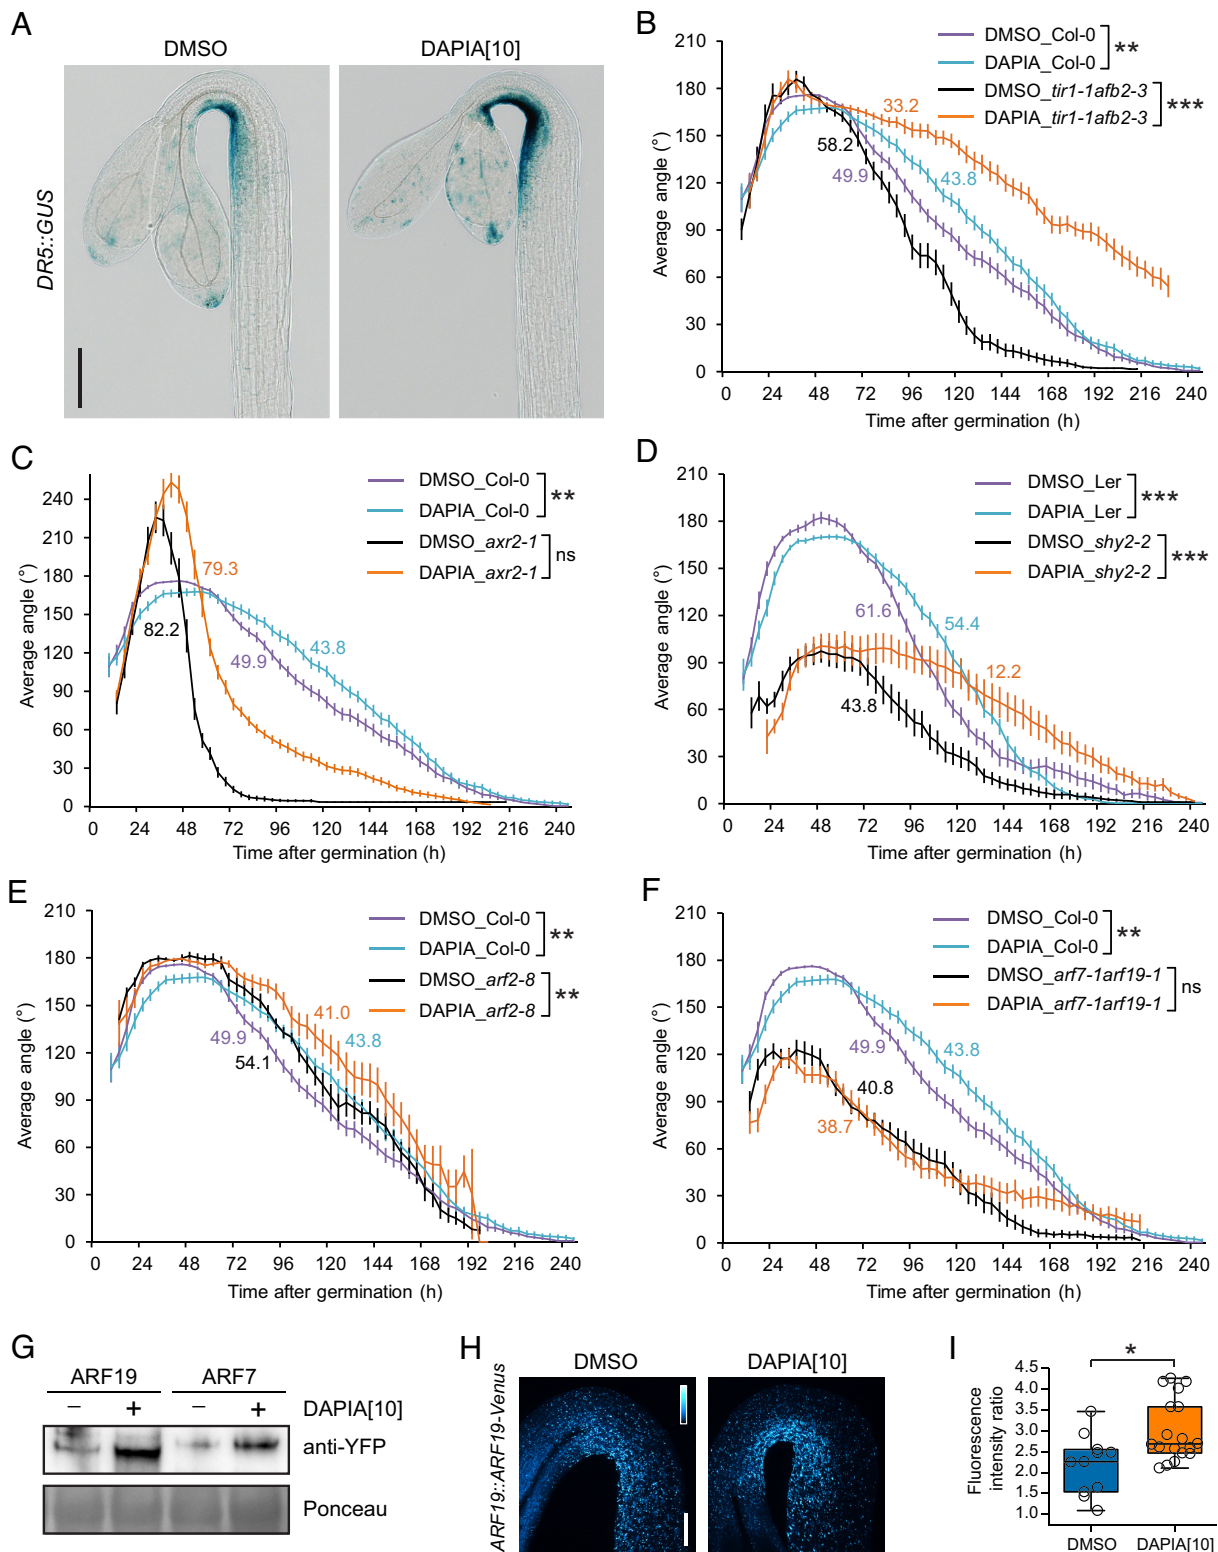 A
DMSO
DAPIA[10]
DR5::GUS
B
DMSO_Col-0
DAPIA_Col-0
**
DMSO_tir1-1afb2-3
DAPIA_tir1-1afb2-3
***
210
180
150
120
90
60
30
0
Average angle (°)
33.2
58.2
49.9
43.8
0 24 48 72 96 120 144 168 192 216 240
Time after germination (h)
C
DMSO_Col-0
DAPIA_Col-0
**
DMSO_axr2-1
DAPIA_axr2-1
ns
240
210
180
150
120
90
60
30
0
Average angle (°)
79.3
82.2
49.9
43.8
0 24 48 72 96 120 144 168 192 216 240
Time after germination (h)
D
DMSO_Ler
DAPIA_Ler
***
DMSO_shy2-2
DAPIA_shy2-2
***
210
180
150
120
90
60
30
0
Average angle (°)
61.6
54.4
43.8
12.2
0 24 48 72 96 120 144 168 192 216 240
Time after germination (h)
E
DMSO_Col-0
DAPIA_Col-0
**
DMSO_arf2-8
DAPIA_arf2-8
**
210
180
150
120
90
60
30
0
Average angle (°)
41.0
49.9
43.8
54.1
0 24 48 72 96 120 144 168 192 216 240
Time after germination (h)
F
DMSO_Col-0
DAPIA_Col-0
**
DMSO_arf7-1arf19-1
DAPIA_arf7-1arf19-1
ns
210
180
150
120
90
60
30
0
Average angle (°)
49.9
43.8
40.8
38.7
0 24 48 72 96 120 144 168 192 216 240
Time after germination (h)
G
ARF19 ARF7
− + − + DAPIA[10]
anti-YFP
Ponceau
H
DMSO
DAPIA[10]
ARF19::ARF19-Venus
I
*
4.5
4.0
3.5
3.0
2.5
2.0
1.5
1.0
Fluorescence
intensity ratio
DMSO DAPIA[10]